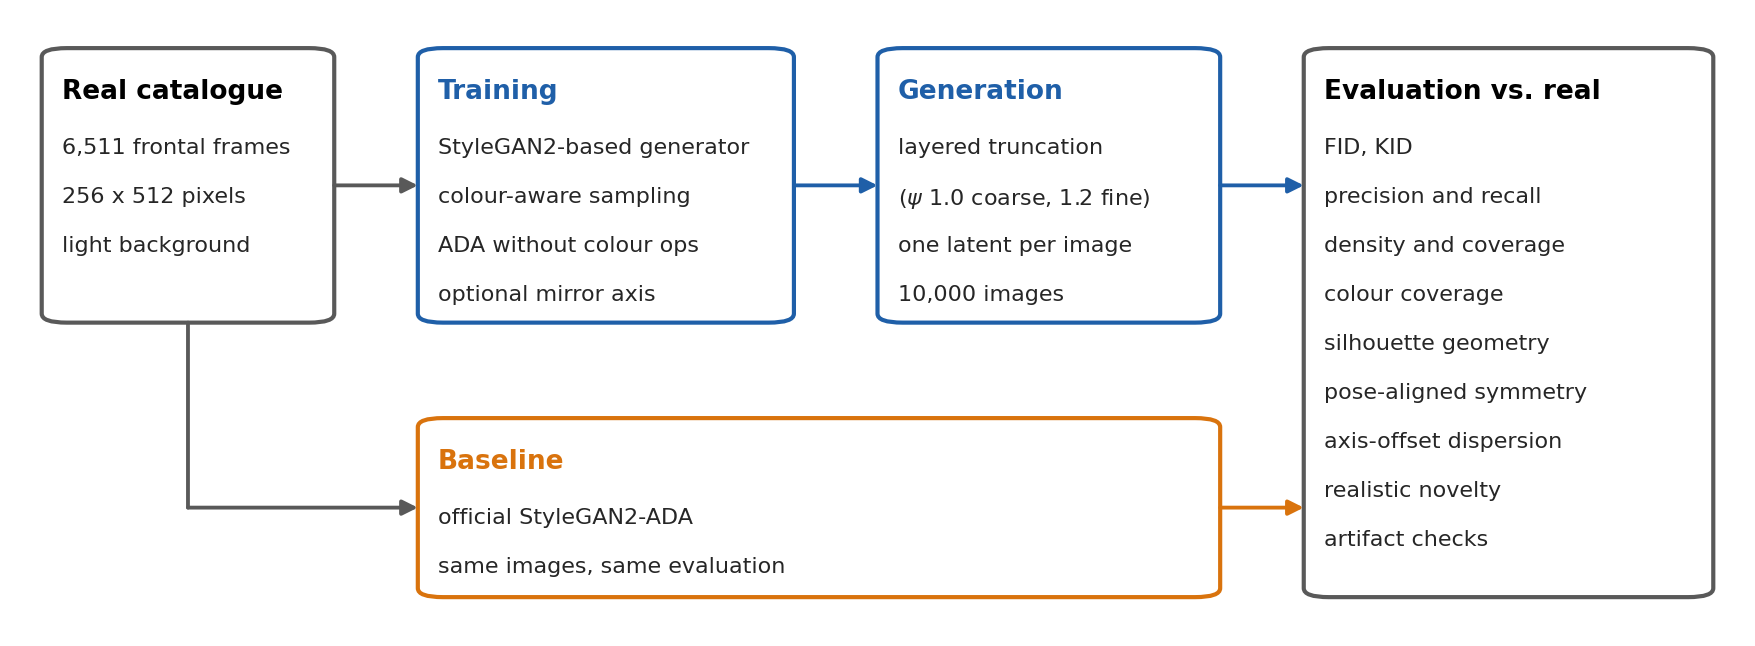 Real catalogue
6,511 frontal frames
256 x 512 pixels
light background
Training
StyleGAN2-based generator
colour-aware sampling
ADA without colour ops
optional mirror axis
Generation
layered truncation
(ψ 1.0 coarse, 1.2 fine)
one latent per image
10,000 images
Baseline
official StyleGAN2-ADA
same images, same evaluation
Evaluation vs. real
FID, KID
precision and recall
density and coverage
colour coverage
silhouette geometry
pose-aligned symmetry
axis-offset dispersion
realistic novelty
artifact checks